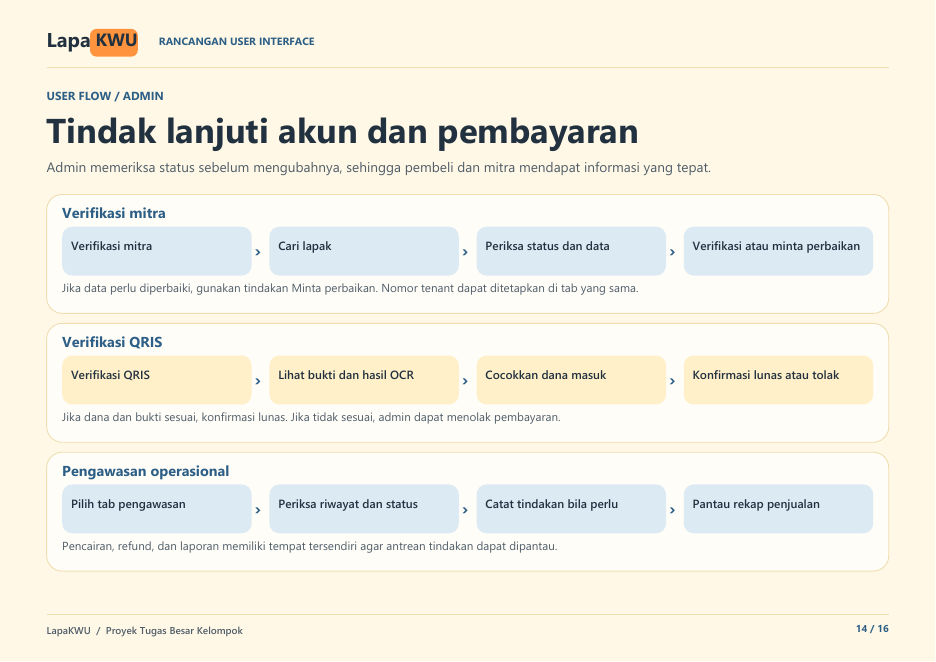 LapaKWU
RANCANGAN USER INTERFACE
USER FLOW / ADMIN
Tindak lanjuti akun dan pembayaran
Admin memeriksa status sebelum mengubahnya, sehingga pembeli dan mitra mendapat informasi yang tepat.
Verifikasi mitra
Verifikasi mitra › Cari lapak › Periksa status dan data › Verifikasi atau minta perbaikan
Jika data perlu diperbaiki, gunakan tindakan Minta perbaikan. Nomor tenant dapat ditetapkan di tab yang sama.
Verifikasi QRIS
Verifikasi QRIS › Lihat bukti dan hasil OCR › Cocokkan dana masuk › Konfirmasi lunas atau tolak
Jika dana dan bukti sesuai, konfirmasi lunas. Jika tidak sesuai, admin dapat menolak pembayaran.
Pengawasan operasional
Pilih tab pengawasan › Periksa riwayat dan status › Catat tindakan bila perlu › Pantau rekap penjualan
Pencairan, refund, dan laporan memiliki tempat tersendiri agar antrean tindakan dapat dipantau.
LapaKWU / Proyek Tugas Besar Kelompok
14 / 16